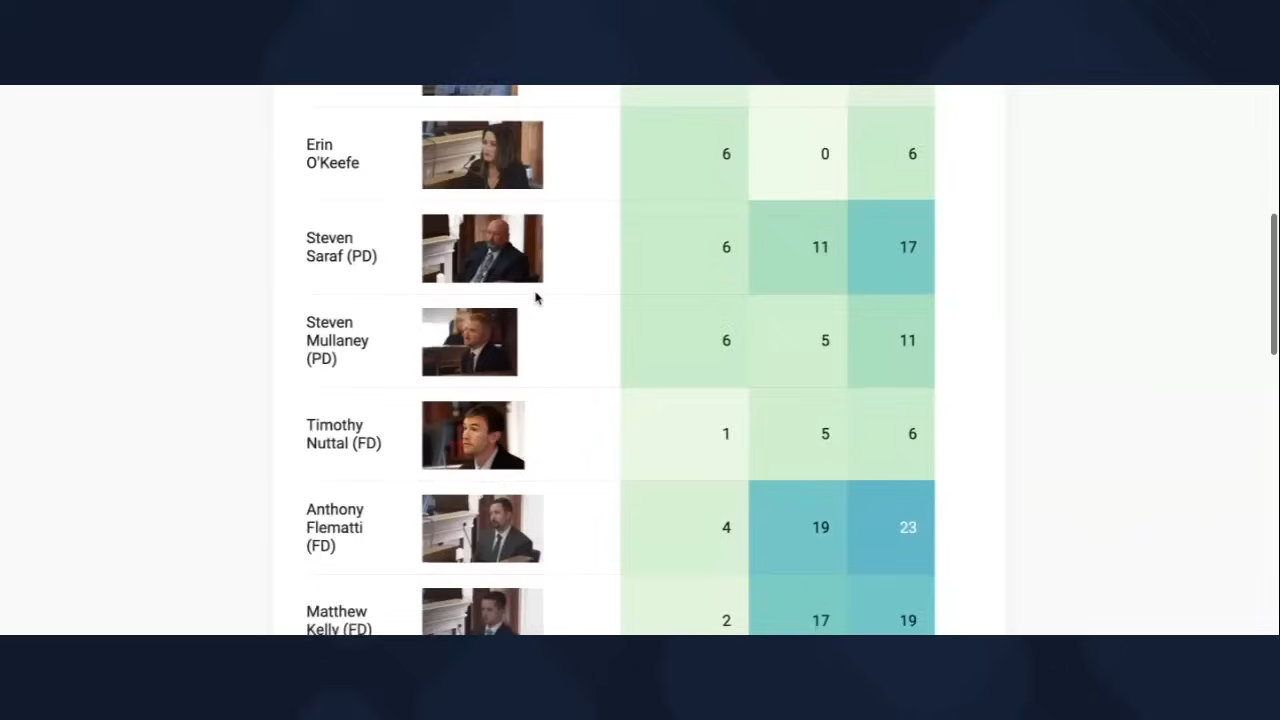 Erin
O'Keefe
6 0 6
Steven
Saraf (PD)
6 11 17
Steven
Mullaney
(PD)
6 5 11
Timothy
Nuttal (FD)
1 5 6
Anthony
Flematti
(FD)
4 19 23
Matthew
Kelly (FD)
2 17 19